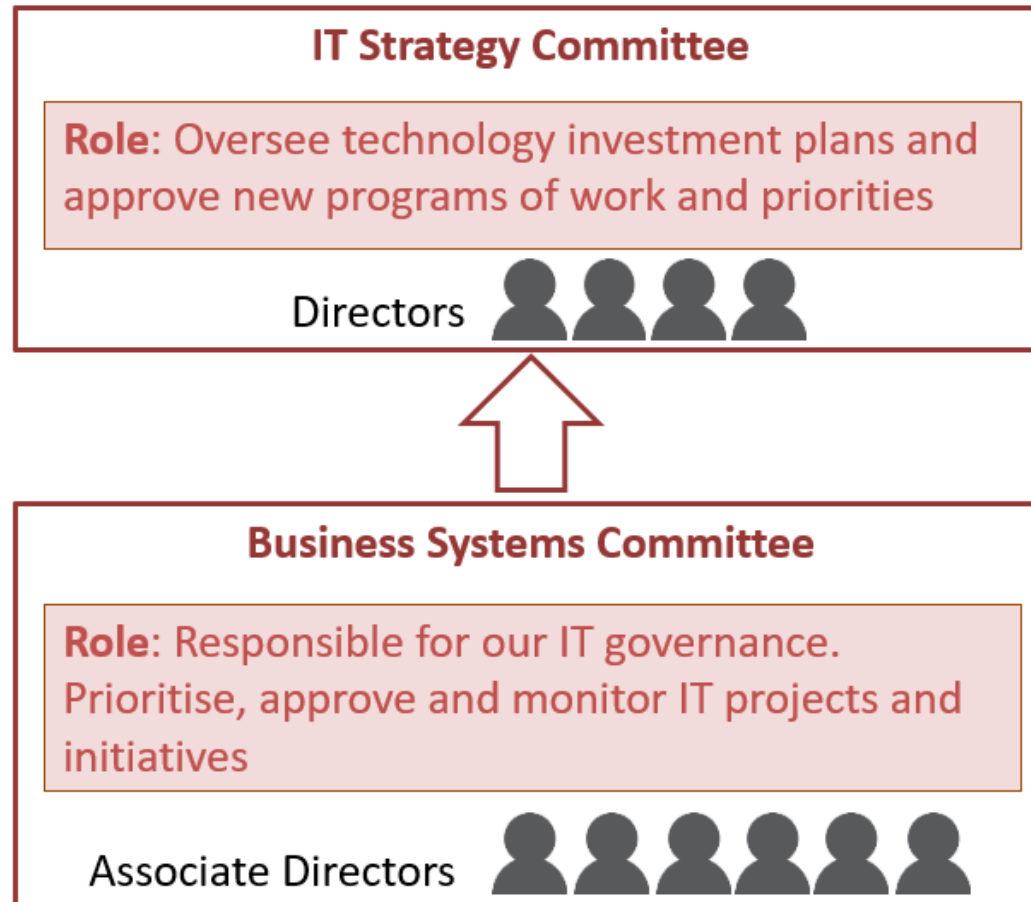 IT Strategy Committee
Role: Oversee technology investment plans and
approve new programs of work and priorities
Directors
Business Systems Committee
Role: Responsible for our IT governance.
Prioritise, approve and monitor IT projects and
initiatives
Associate Directors